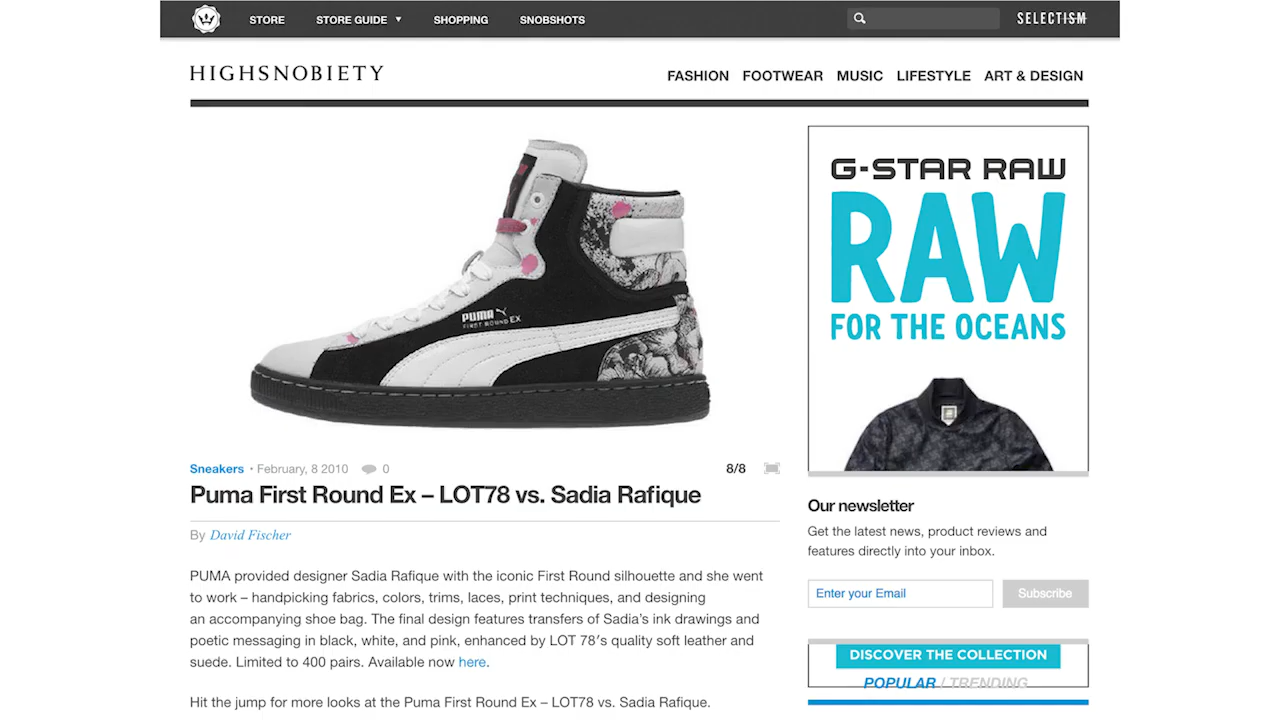 STORE STORE GUIDE ▼ SHOPPING SNOBSHOTS SELECTISM
HIGHSNOBIETY
FASHION FOOTWEAR MUSIC LIFESTYLE ART & DESIGN
PUMA
FIRST ROUND EX
G-STAR RAW
RAW
FOR THE OCEANS
Sneakers • February, 8 2010 0 8/8
Puma First Round Ex – LOT78 vs. Sadia Rafique
By David Fischer
PUMA provided designer Sadia Rafique with the iconic First Round silhouette and she went
to work – handpicking fabrics, colors, trims, laces, print techniques, and designing
an accompanying shoe bag. The final design features transfers of Sadia's ink drawings and
poetic messaging in black, white, and pink, enhanced by LOT 78′s quality soft leather and
suede. Limited to 400 pairs. Available now here.
Hit the jump for more looks at the Puma First Round Ex – LOT78 vs. Sadia Rafique.
Our newsletter
Get the latest news, product reviews and
features directly into your inbox.
Enter your Email Subscribe
DISCOVER THE COLLECTION
POPULAR / TRENDING